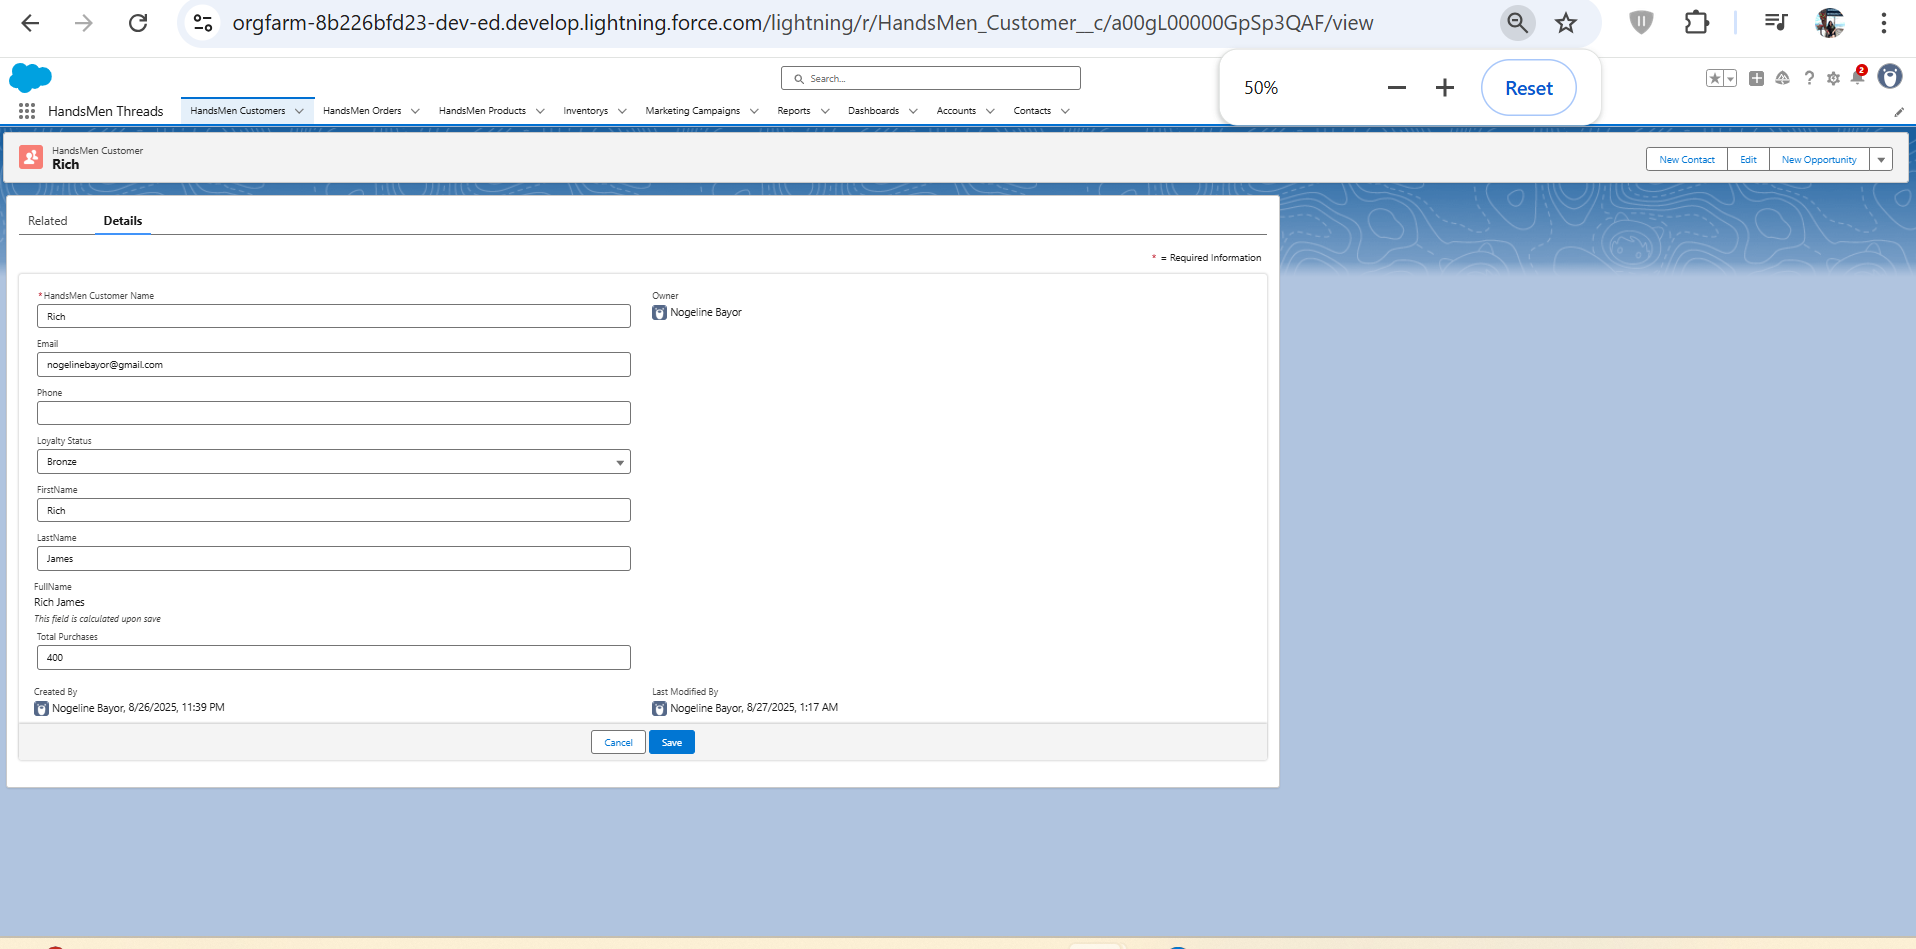 orgfarm-8b226bfd23-dev-ed.develop.lightning.force.com/lightning/r/HandsMen_Customer__c/a00gL00000GpSp3QAF/view
Search...
50%
Reset
2
HandsMen Threads
HandsMen Customers
HandsMen Orders
HandsMen Products
Inventorys
Marketing Campaigns
Reports
Dashboards
Accounts
Contacts
HandsMen Customer
Rich
New Contact
Edit
New Opportunity
Related
Details
* = Required Information
*HandsMen Customer Name
Rich
Owner
Nogeline Bayor
Email
nogelinebayor@gmail.com
Phone
Loyalty Status
Bronze
FirstName
Rich
LastName
James
FullName
Rich James
This field is calculated upon save
Total Purchases
400
Created By
Nogeline Bayor, 8/26/2025, 11:39 PM
Last Modified By
Nogeline Bayor, 8/27/2025, 1:17 AM
Cancel
Save